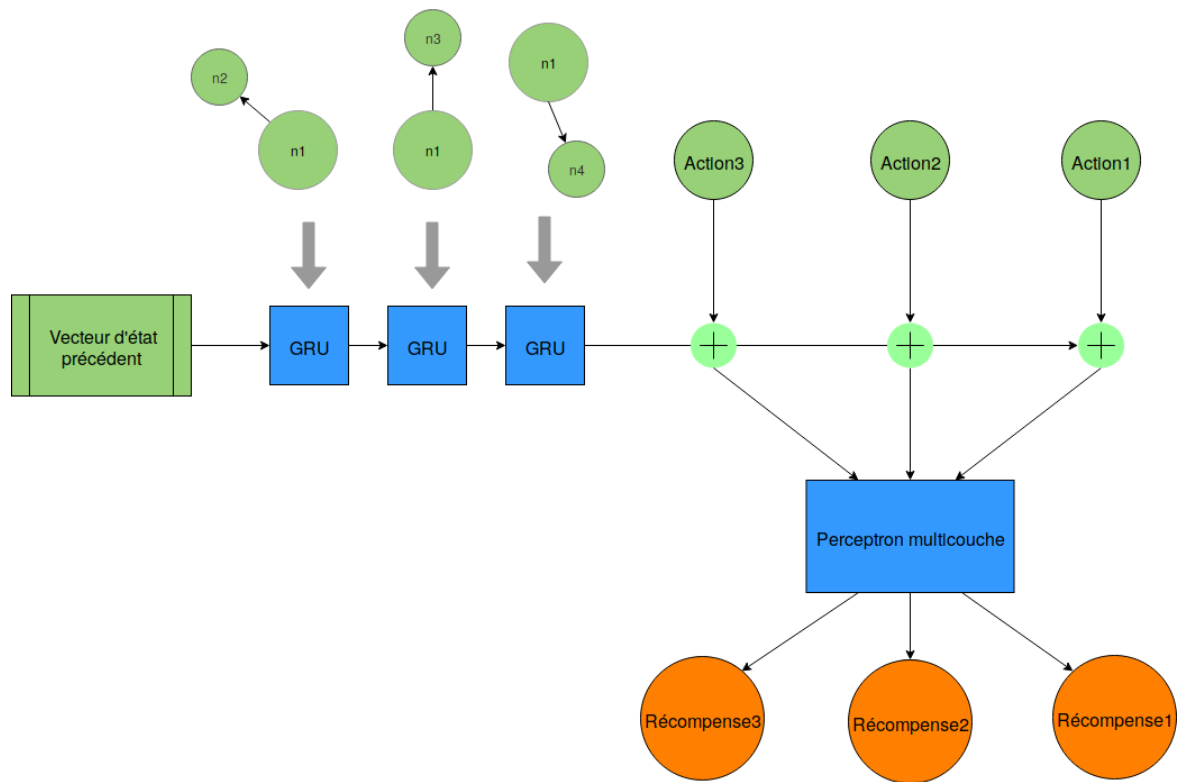 n3
n1
n2
n1
n1
n4
Action3
Action2
Action1
Vecteur d'état
précédent
GRU
GRU
GRU
Perceptron multicouche
Récompense3
Récompense2
Récompense1